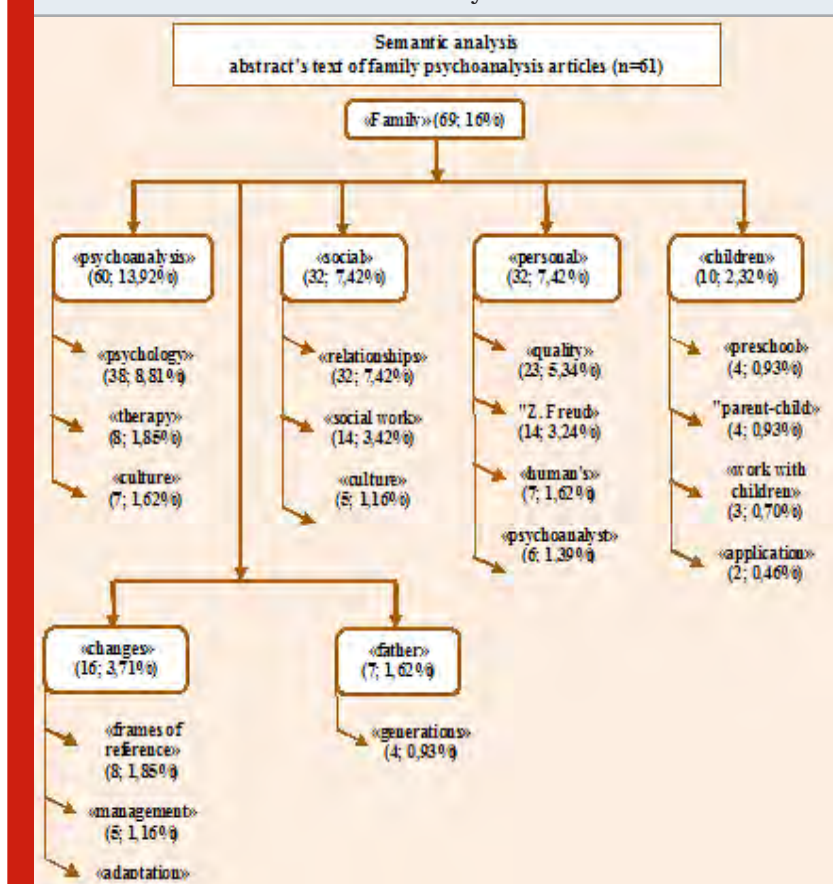 Semantic analysis
abstract's text of family psychoanalysis articles (n=61)
«Family» (69; 16%)
«psychoanalysis»
(60; 13,92%)
«social»
(32; 7,42%)
«personal»
(32; 7,42%)
«children»
(10; 2,32%)
«psychology»
(38; 8,81%)
«therapy»
(8; 1,85%)
«culture»
(7; 1,62%)
«relationships»
(32; 7,42%)
«social work»
(14; 3,42%)
«culture»
(5; 1,16%)
«quality»
(23; 5,34%)
"Z. Freud»
(14; 3,24%)
«human's»
(7; 1,62%)
«psychoanalyst»
(6; 1,39%)
«preschool»
(4; 0,93%)
"parent-child»
(4; 0,93%)
«work with
children»
(3; 0,70%)
«application»
(2; 0,46%)
«changes»
(16; 3,71%)
«father»
(7; 1,62%)
«frames of
reference»
(8; 1,85%)
«management»
(5; 1,16%)
«adaptation»
«generations»
(4; 0,93%)